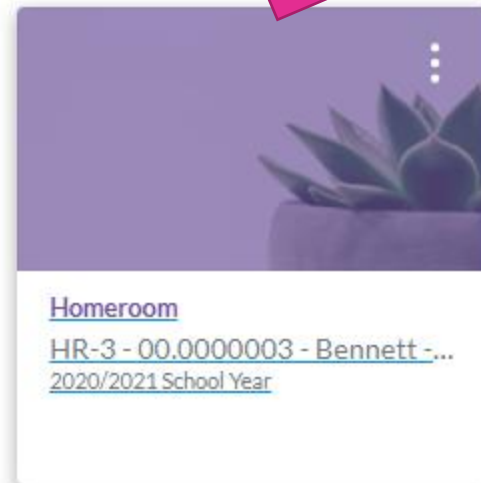 Homeroom
HR-3 - 00.0000003 - Bennett -...
2020/2021 School Year